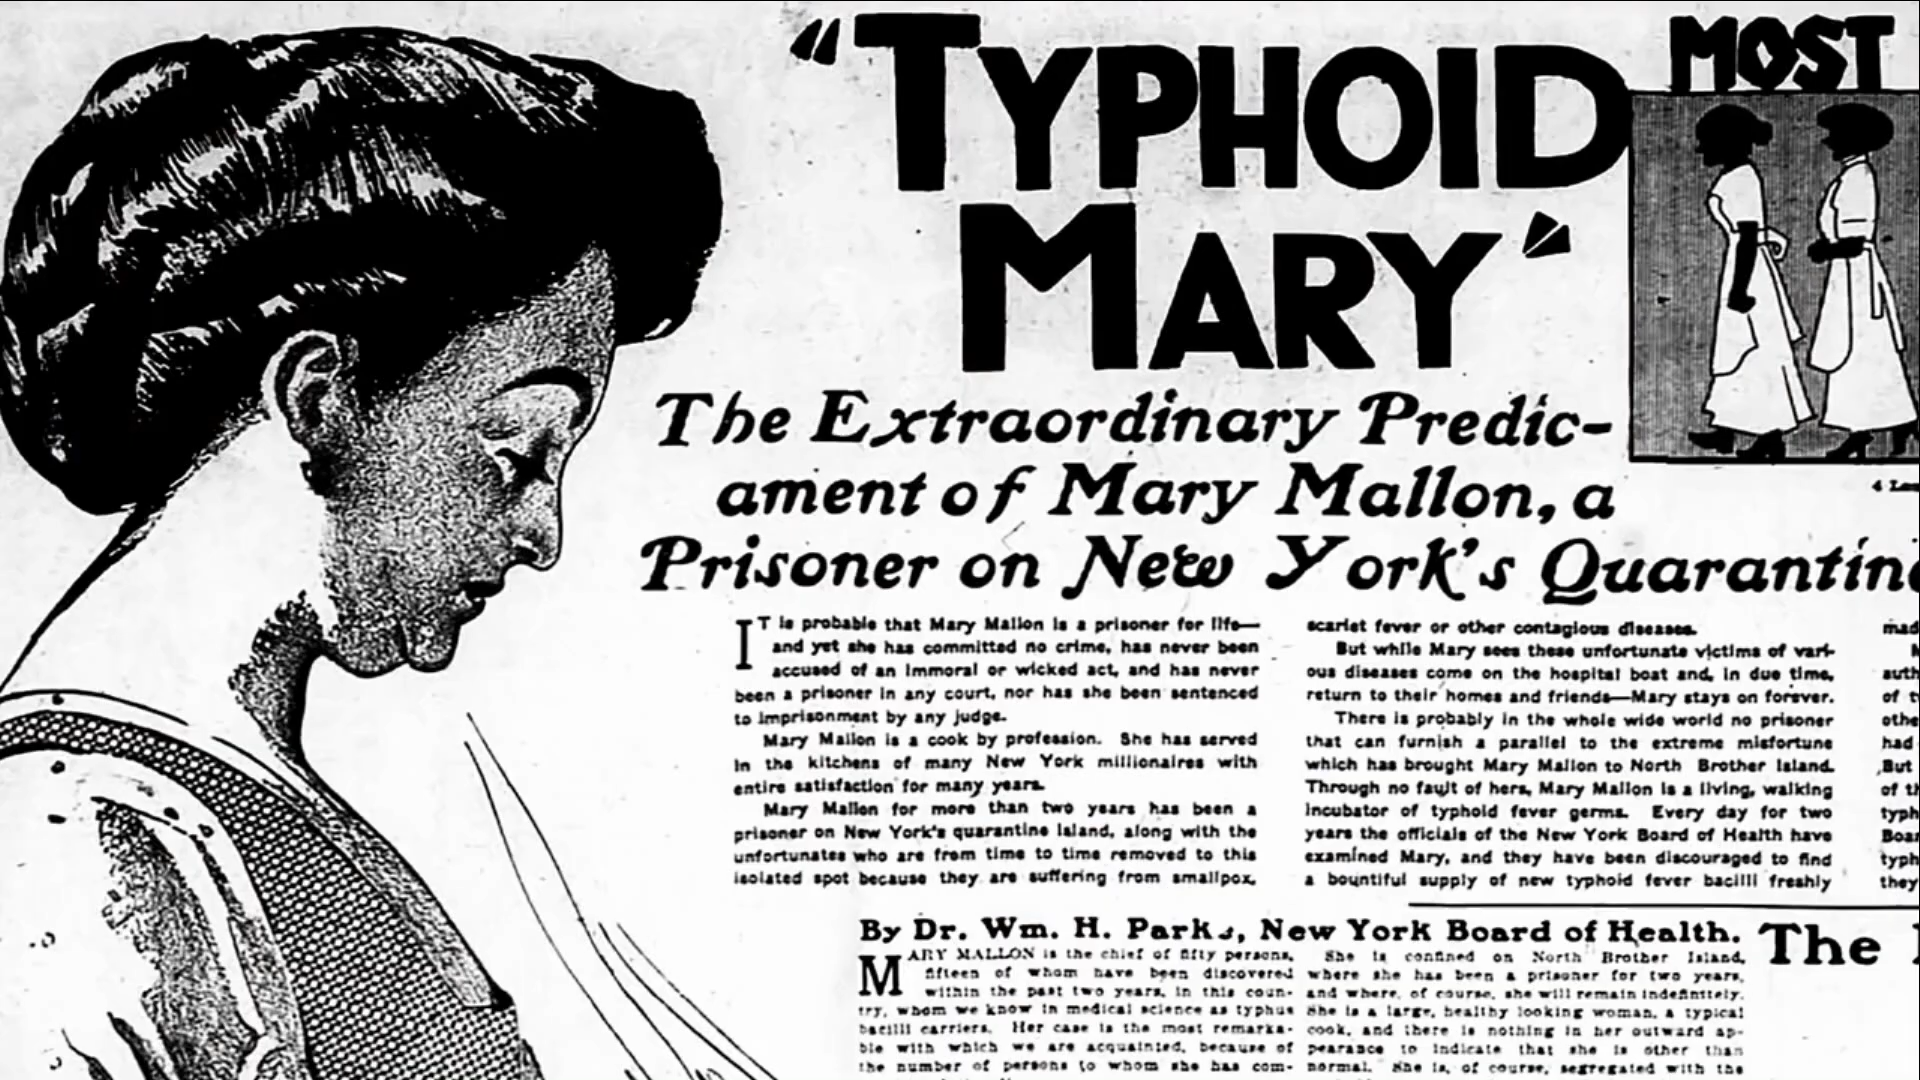 "TYPHOID
MARY"
MOST
The Extraordinary Predic-
ament of Mary Mallon, a
Prisoner on New York's Quarantine
IT is probable that Mary Mallon is a prisoner for life—
and yet she has committed no crime, has never been
accused of an immoral or wicked act, and has never
been a prisoner in any court, nor has she been sentenced
to imprisonment by any judge.
Mary Mallon is a cook by profession. She has served
in the kitchens of many New York millionaires with
entire satisfaction for many years.
Mary Mallon for more than two years has been a
prisoner on New York's quarantine island, along with the
unfortunates who are from time to time removed to this
isolated spot because they are suffering from smallpox,
scarlet fever or other contagious diseases.
But while Mary sees these unfortunate victims of vari-
ous diseases come on the hospital boat and, in due time,
return to their homes and friends—Mary stays on forever.
There is probably in the whole wide world no prisoner
that can furnish a parallel to the extreme misfortune
which has brought Mary Mallon to North Brother Island.
Through no fault of hers, Mary Mallon is a living, walking
incubator of typhoid fever germs. Every day for two
years the officials of the New York Board of Health have
examined Mary, and they have been discouraged to find
a bountiful supply of new typhoid fever bacilli freshly
mad
M
auth
of t
othe
had
But
of th
typh
Boar
typh
they
By Dr. Wm. H. Parks, New York Board of Health.
MARY MALLON is the chief of fifty persons,
fifteen of whom have been discovered
within the past two years, in this coun-
try, whom we know in medical science as typhus
bacilli carriers. Her case is the most remarka-
ble with which we are acquainted, because of
the number of persons to whom she has com-
She is confined on North Brother Island,
where she has been a prisoner for two years,
and where, of course, she will remain indefinitely.
She is a large, healthy looking woman, a typical
cook, and there is nothing in her outward ap-
pearance to indicate that she is other than
normal. She is, of course, segregated with the
The